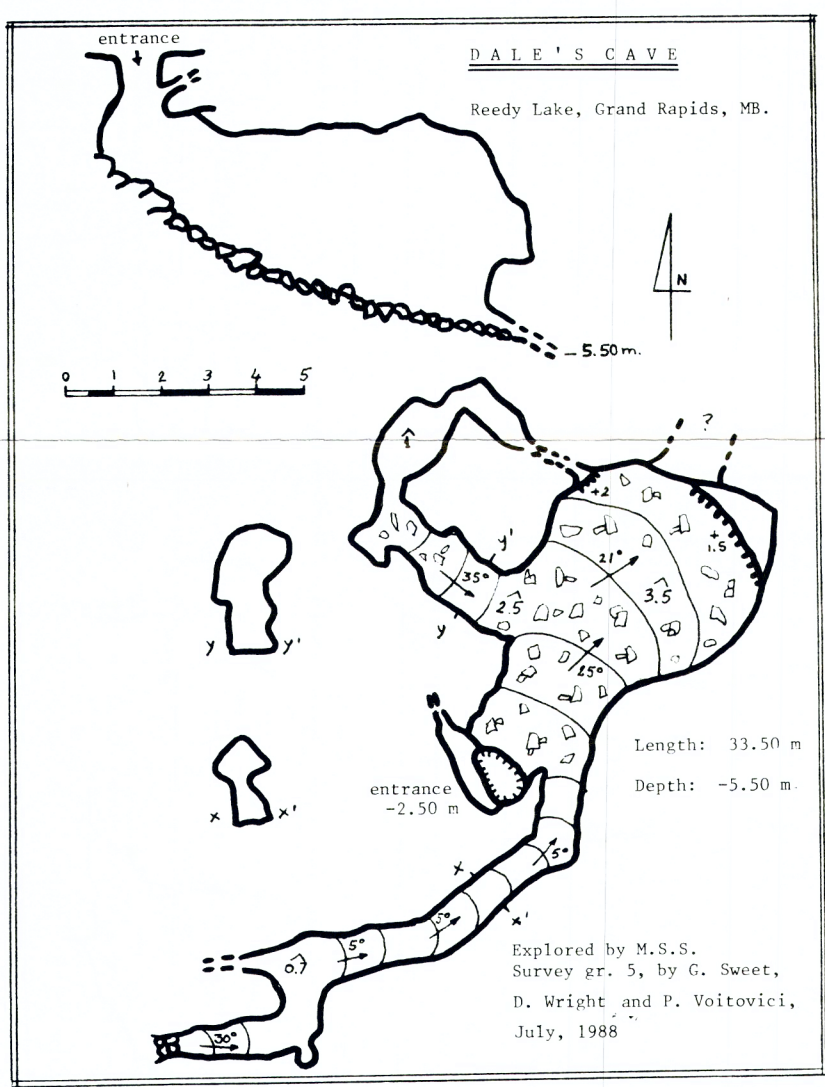 entrance
DALE'S CAVE
Reedy Lake, Grand Rapids, MB.
N
– 5.50 m.
0 1 2 3 4 5
?
1
+2
+
1.5
y'
35°
21°
2.5
3.5
y
y y'
25°
Length: 33.50 m
x x'
entrance
-2.50 m
Depth: -5.50 m.
5°
x
x'
5°
5°
0.7
30°
Explored by M.S.S.
Survey gr. 5, by G. Sweet,
D. Wright and P. Voitovici,
July, 1988